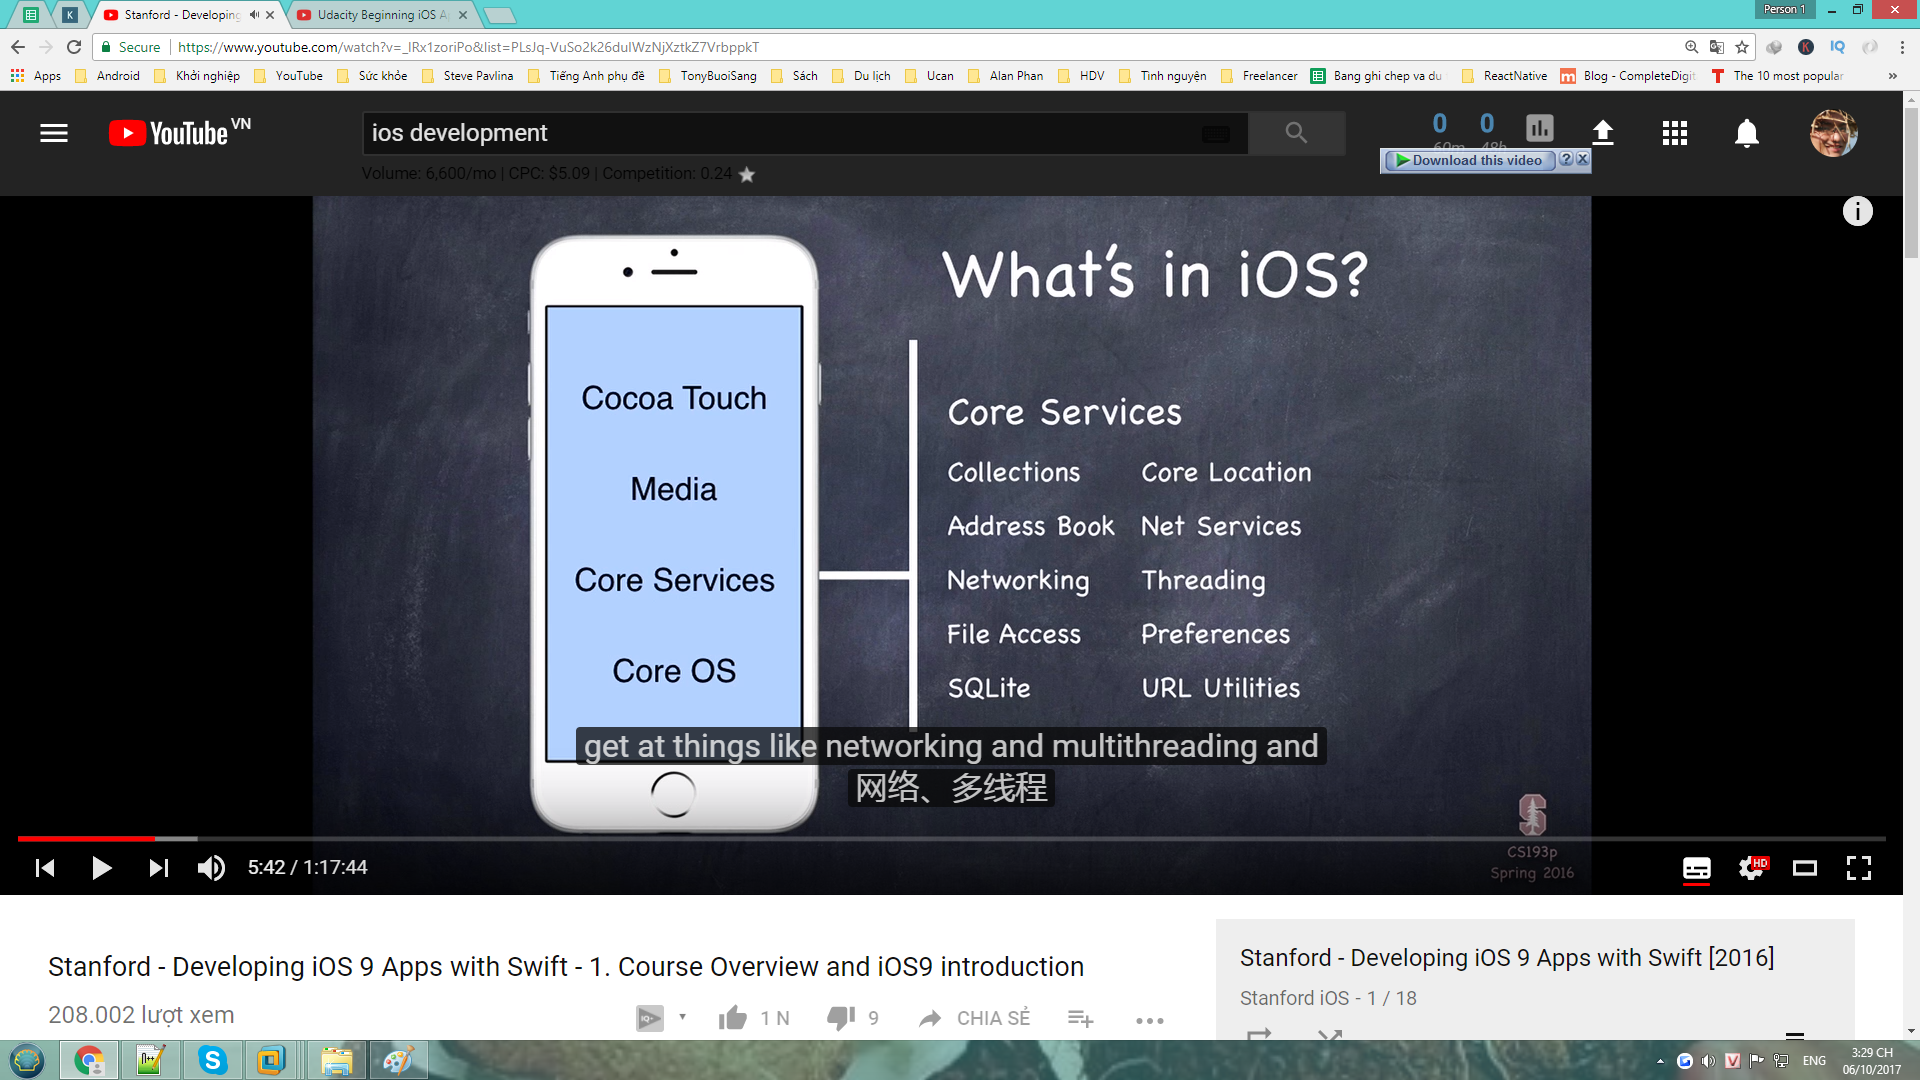 Stanford - Developing
Udacity Beginning iOS Ap
Person 1
Secure
https://www.youtube.com/watch?v=_lRx1zoriPo&list=PLsJq-VuSo2k26duIWzNjXztkZ7VrbppkT
Apps
Android
Khởi nghiệp
YouTube
Sức khỏe
Steve Pavlina
Tiếng Anh phụ đề
TonyBuoiSang
Sách
Du lịch
Ucan
Alan Phan
HDV
Tình nguyện
Freelancer
Bang ghi chep va du
ReactNative
Blog - CompleteDigit
The 10 most popular
YouTube VN
ios development
0 0
60m 48h
Download this video
Volume: 6,600/mo | CPC: $5.09 | Competition: 0.24
What's in iOS?
Cocoa Touch
Media
Core Services
Core OS
Core Services
Collections Core Location
Address Book Net Services
Networking Threading
File Access Preferences
SQLite URL Utilities
get at things like networking and multithreading and
网络、多线程
CS193p
Spring 2016
5:42 / 1:17:44
HD
Stanford - Developing iOS 9 Apps with Swift - 1. Course Overview and iOS9 introduction
208.002 lượt xem
1 N
9
CHIA SẺ
Stanford - Developing iOS 9 Apps with Swift [2016]
Stanford iOS - 1 / 18
ENG
3:29 CH
06/10/2017